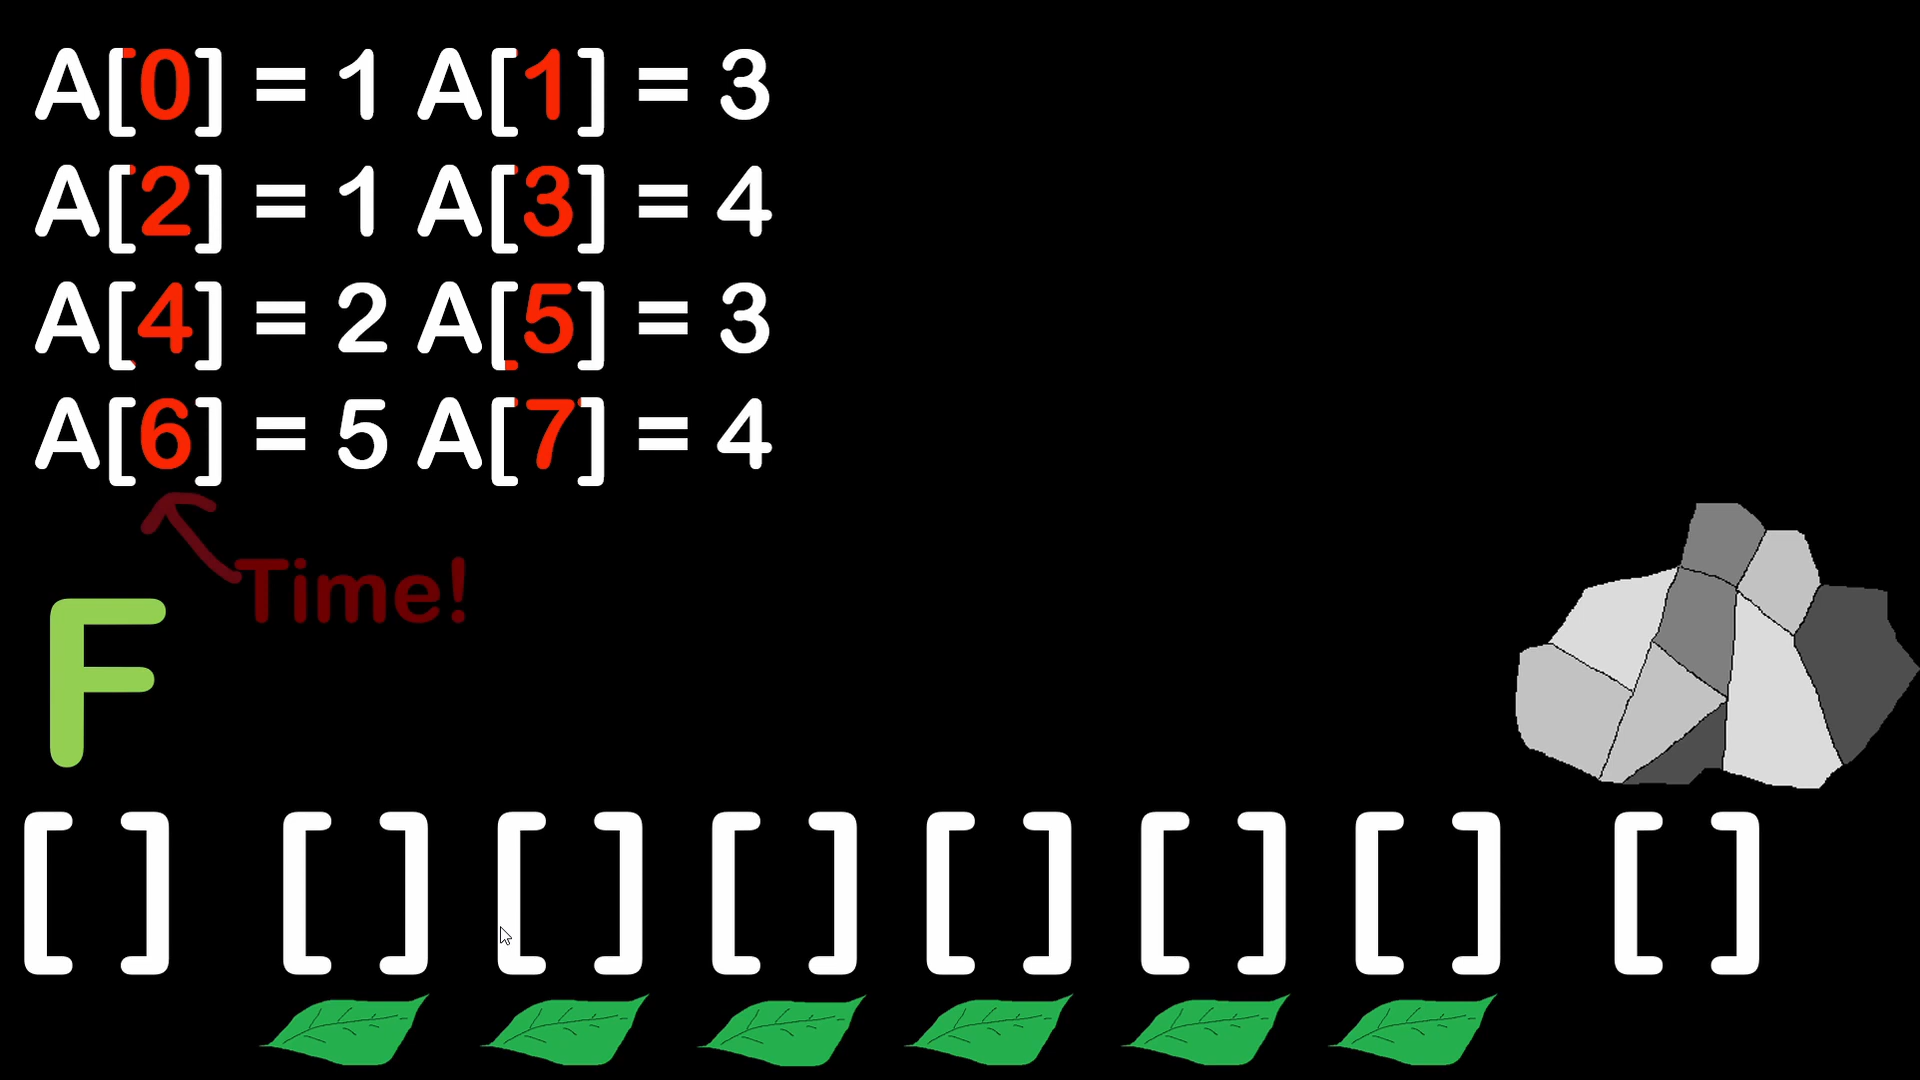 A[0] = 1 A[1] = 3
A[2] = 1 A[3] = 4
A[4] = 2 A[5] = 3
A[6] = 5 A[7] = 4
Time!
F
[ ] [ ] [ ] [ ] [ ] [ ] [ ] [ ]